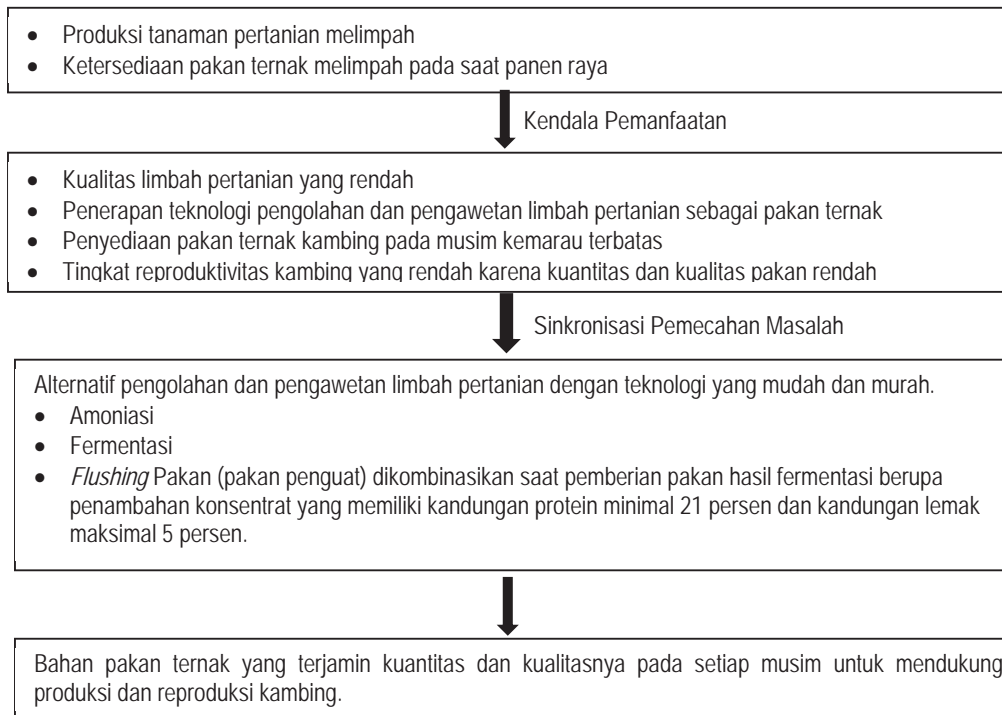 • Produksi tanaman pertanian melimpah
• Ketersediaan pakan ternak melimpah pada saat panen raya
Kendala Pemanfaatan
• Kualitas limbah pertanian yang rendah
• Penerapan teknologi pengolahan dan pengawetan limbah pertanian sebagai pakan ternak
• Penyediaan pakan ternak kambing pada musim kemarau terbatas
• Tingkat reproduktivitas kambing yang rendah karena kuantitas dan kualitas pakan rendah
Sinkronisasi Pemecahan Masalah
Alternatif pengolahan dan pengawetan limbah pertanian dengan teknologi yang mudah dan murah.
• Amoniasi
• Fermentasi
• Flushing Pakan (pakan penguat) dikombinasikan saat pemberian pakan hasil fermentasi berupa
penambahan konsentrat yang memiliki kandungan protein minimal 21 persen dan kandungan lemak
maksimal 5 persen.
Bahan pakan ternak yang terjamin kuantitas dan kualitasnya pada setiap musim untuk mendukung
produksi dan reproduksi kambing.